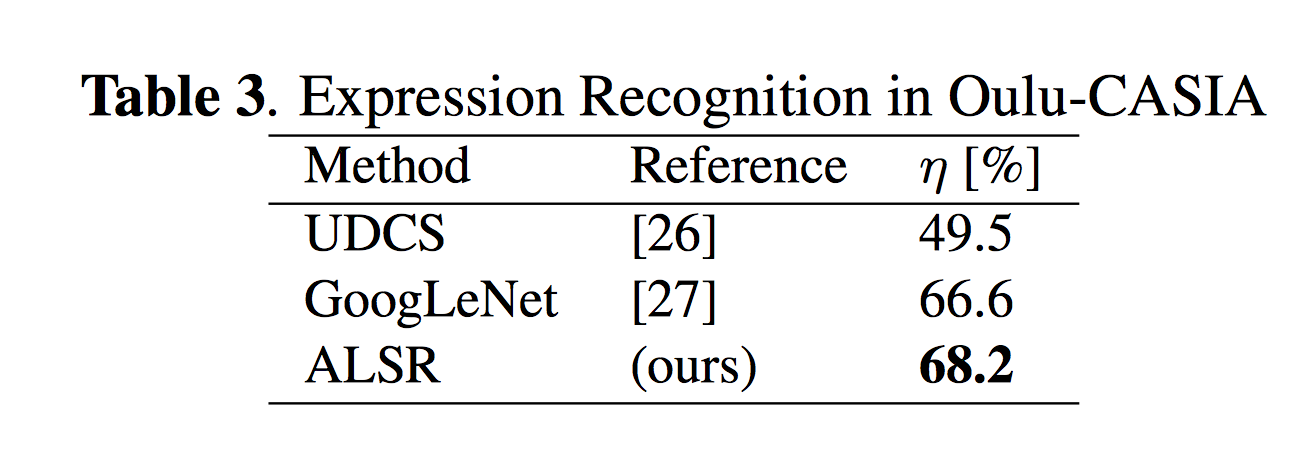 Table 3. Expression Recognition in Oulu-CASIA
Method Reference η [%]
UDCS [26] 49.5
GoogLeNet [27] 66.6
ALSR (ours) 68.2